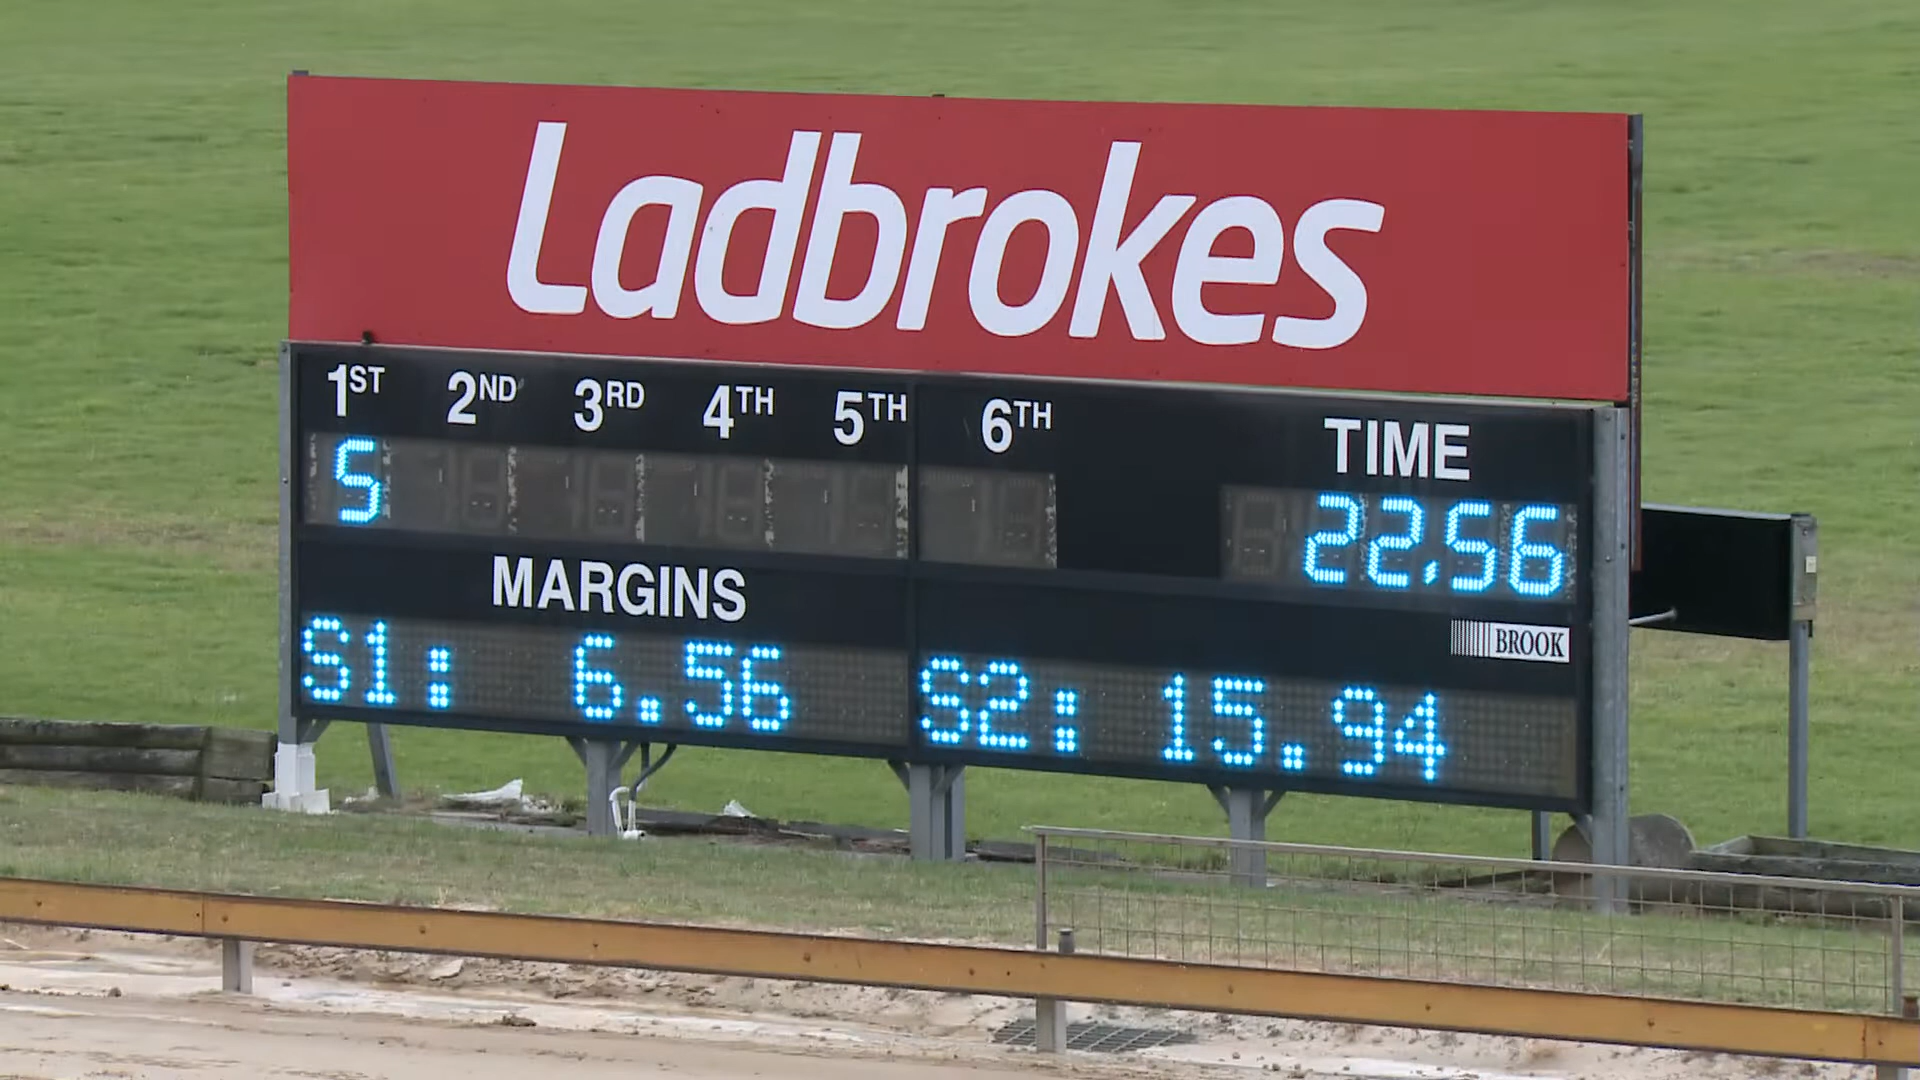 Ladbrokes
1ST 2ND 3RD 4TH 5TH 6TH TIME
5 22.56
MARGINS
BROOK
S1: 6.56 S2: 15.94